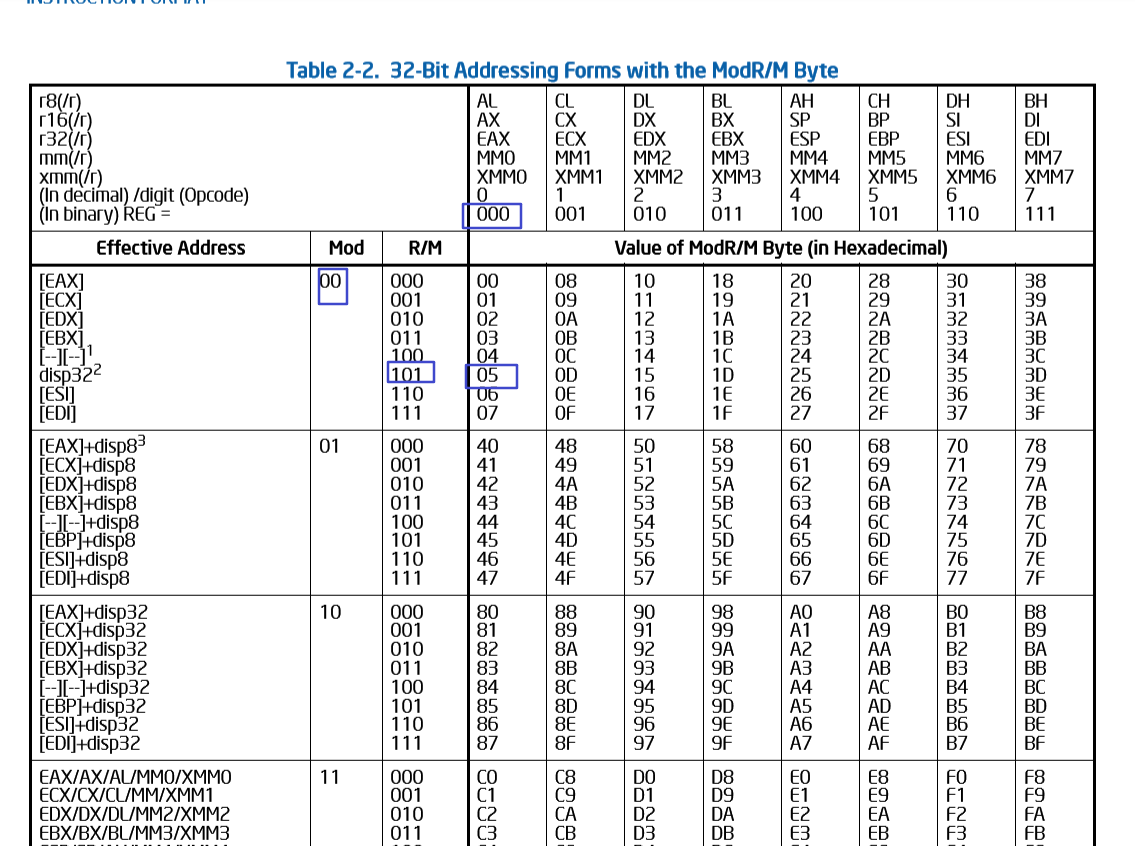 INSTRUCTION FORMAT
Table 2-2. 32-Bit Addressing Forms with the ModR/M Byte
r8(/r) AL CL DL BL AH CH DH BH
r16(/r) AX CX DX BX SP BP SI DI
r32(/r) EAX ECX EDX EBX ESP EBP ESI EDI
mm(/r) MM0 MM1 MM2 MM3 MM4 MM5 MM6 MM7
xmm(/r) XMM0 XMM1 XMM2 XMM3 XMM4 XMM5 XMM6 XMM7
(In decimal) /digit (Opcode) 0 1 2 3 4 5 6 7
(In binary) REG = 000 001 010 011 100 101 110 111
Effective Address Mod R/M Value of ModR/M Byte (in Hexadecimal)
[EAX] 00 000 00 08 10 18 20 28 30 38
[ECX] 001 01 09 11 19 21 29 31 39
[EDX] 010 02 0A 12 1A 22 2A 32 3A
[EBX] 011 03 0B 13 1B 23 2B 33 3B
[--][--]1 100 04 0C 14 1C 24 2C 34 3C
disp322 101 05 0D 15 1D 25 2D 35 3D
[ESI] 110 06 0E 16 1E 26 2E 36 3E
[EDI] 111 07 0F 17 1F 27 2F 37 3F
[EAX]+disp83 01 000 40 48 50 58 60 68 70 78
[ECX]+disp8 001 41 49 51 59 61 69 71 79
[EDX]+disp8 010 42 4A 52 5A 62 6A 72 7A
[EBX]+disp8 011 43 4B 53 5B 63 6B 73 7B
[--][--]+disp8 100 44 4C 54 5C 64 6C 74 7C
[EBP]+disp8 101 45 4D 55 5D 65 6D 75 7D
[ESI]+disp8 110 46 4E 56 5E 66 6E 76 7E
[EDI]+disp8 111 47 4F 57 5F 67 6F 77 7F
[EAX]+disp32 10 000 80 88 90 98 A0 A8 B0 B8
[ECX]+disp32 001 81 89 91 99 A1 A9 B1 B9
[EDX]+disp32 010 82 8A 92 9A A2 AA B2 BA
[EBX]+disp32 011 83 8B 93 9B A3 AB B3 BB
[--][--]+disp32 100 84 8C 94 9C A4 AC B4 BC
[EBP]+disp32 101 85 8D 95 9D A5 AD B5 BD
[ESI]+disp32 110 86 8E 96 9E A6 AE B6 BE
[EDI]+disp32 111 87 8F 97 9F A7 AF B7 BF
EAX/AX/AL/MM0/XMM0 11 000 C0 C8 D0 D8 E0 E8 F0 F8
ECX/CX/CL/MM/XMM1 001 C1 C9 D1 D9 E1 E9 F1 F9
EDX/DX/DL/MM2/XMM2 010 C2 CA D2 DA E2 EA F2 FA
EBX/BX/BL/MM3/XMM3 011 C3 CB D3 DB E3 EB F3 FB